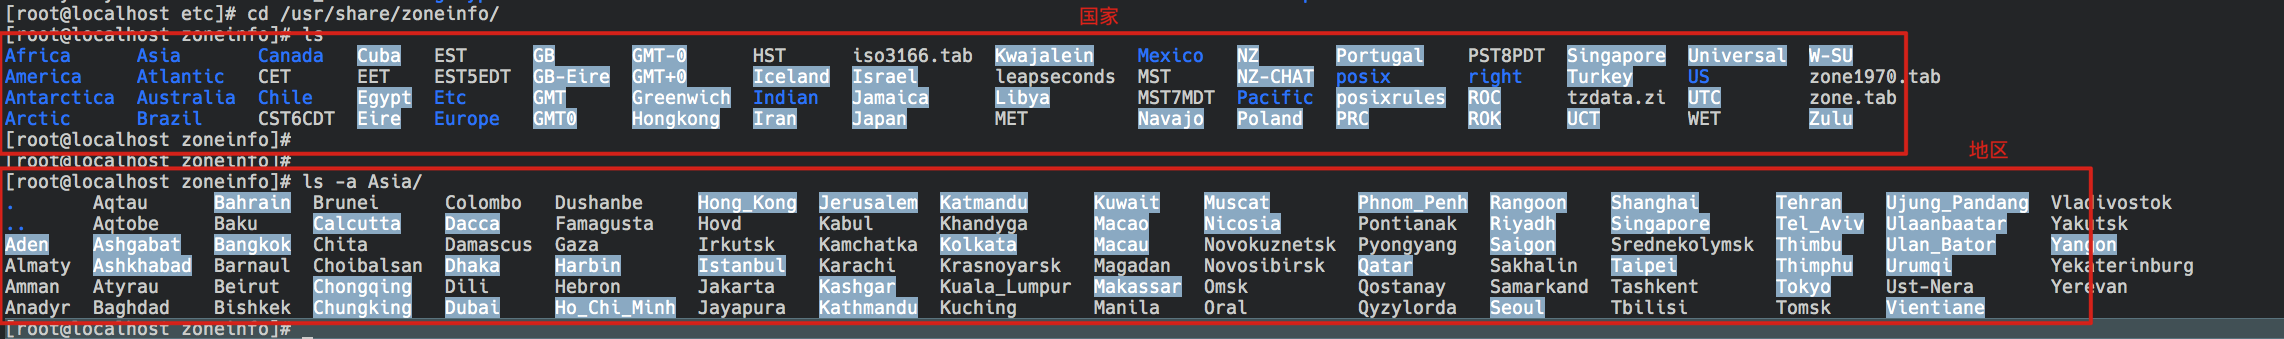 [root@localhost etc]# cd /usr/share/zoneinfo/
国家
[root@localhost zoneinfo]# ls
Africa Asia Canada Cuba EST GB GMT-0 HST iso3166.tab Kwajalein Mexico NZ Portugal PST8PDT Singapore Universal W-SU
America Atlantic CET EET EST5EDT GB-Eire GMT+0 Iceland Israel leapseconds MST NZ-CHAT posix right Turkey US zone1970.tab
Antarctica Australia Chile Egypt Etc GMT Greenwich Indian Jamaica Libya MST7MDT Pacific posixrules ROC tzdata.zi UTC zone.tab
Arctic Brazil CST6CDT Eire Europe GMT0 Hongkong Iran Japan MET Navajo Poland PRC ROK UCT WET Zulu
[root@localhost zoneinfo]#
地区
[root@localhost zoneinfo]#
[root@localhost zoneinfo]# ls -a Asia/
. Aqtau Bahrain Brunei Colombo Dushanbe Hong_Kong Jerusalem Katmandu Kuwait Muscat Phnom_Penh Rangoon Shanghai Tehran Ujung_Pandang Vladivostok
.. Aqtobe Baku Calcutta Dacca Famagusta Hovd Kabul Khandyga Macao Nicosia Pontianak Riyadh Singapore Tel_Aviv Ulaanbaatar Yakutsk
Aden Ashgabat Bangkok Chita Damascus Gaza Irkutsk Kamchatka Kolkata Macau Novokuznetsk Pyongyang Saigon Srednekolymsk Thimbu Ulan_Bator Yangon
Almaty Ashkhabad Barnaul Choibalsan Dhaka Harbin Istanbul Karachi Krasnoyarsk Magadan Novosibirsk Qatar Sakhalin Taipei Thimphu Urumqi Yekaterinburg
Amman Atyrau Beirut Chongqing Dili Hebron Jakarta Kashgar Kuala_Lumpur Makassar Omsk Qostanay Samarkand Tashkent Tokyo Ust-Nera Yerevan
Anadyr Baghdad Bishkek Chungking Dubai Ho_Chi_Minh Jayapura Kathmandu Kuching Manila Oral Qyzylorda Seoul Tbilisi Tomsk Vientiane
[root@localhost zoneinfo]#